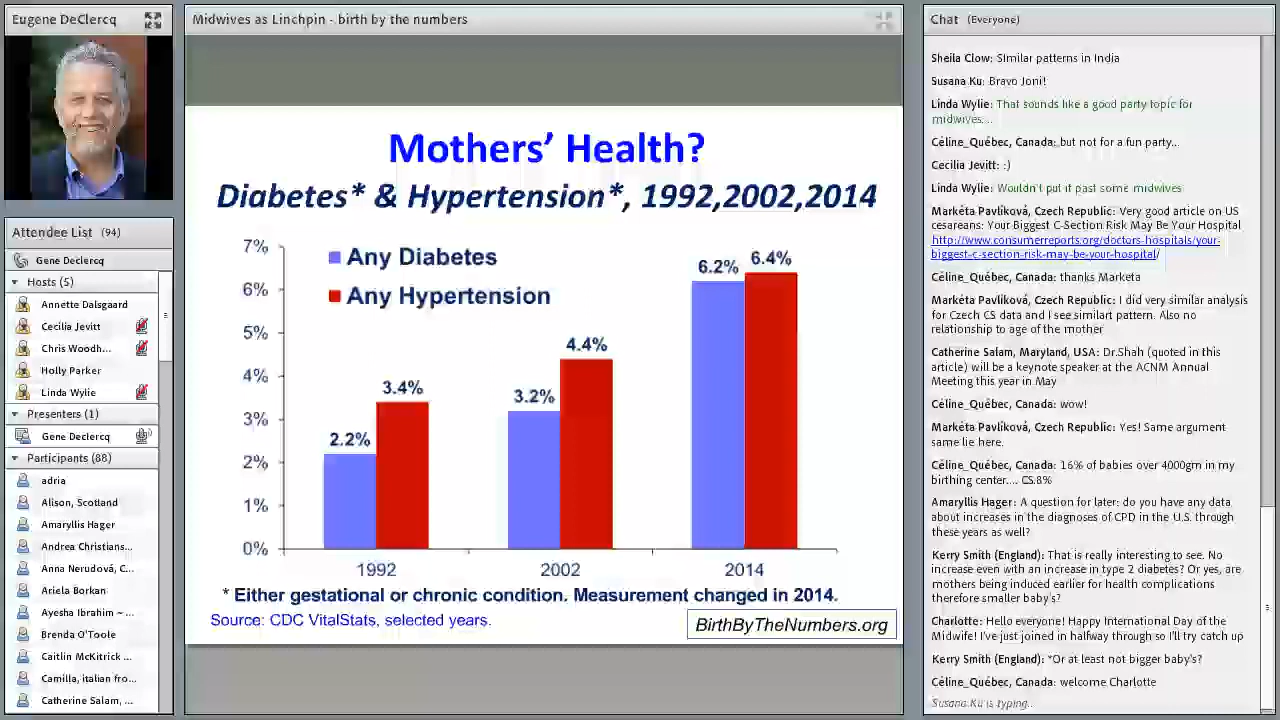 Eugene DeClercq
Attendee List (94)
Gene Declercq
Hosts (5)
Annette Dalsgaard
Cecilia Jevitt
Chris Woodh...
Holly Parker
Linda Wylie
Presenters (1)
Gene Declercq
Participants (88)
adria
Alison, Scotland
Amaryllis Hager
Andrea Christians...
Anna Nerudová, C...
Ariela Borkan
Ayesha Ibrahim ~...
Brenda O'Toole
Caitlin McKitrick ...
Camilla, italian fro...
Catherine Salam, ...
Midwives as Linchpin - birth by the numbers
Mothers’ Health?
Diabetes* & Hypertension*, 1992,2002,2014
Any Diabetes
Any Hypertension
7%
6%
5%
4%
3%
2%
1%
0%
2.2%
3.4%
3.2%
4.4%
6.2%
6.4%
1992
2002
2014
* Either gestational or chronic condition. Measurement changed in 2014.
Source: CDC VitalStats, selected years.
BirthByTheNumbers.org
Chat (Everyone)
Sheila Clow: SImilar patterns in India
Susana Ku: Bravo Joni!
Linda Wylie: That sounds like a good party topic for
midwives....
Céline_Québec, Canada: but not for a fun party...
Cecilia Jevitt: :)
Linda Wylie: Wouldn't put it past some midwives
Markéta Pavlíková, Czech Republic: Very good article on US
cesareans: Your Biggest C-Section Risk May Be Your Hospital
http://www.consumerreports.org/doctors-hospitals/your-
biggest-c-section-risk-may-be-your-hospital/
Céline_Québec, Canada: thanks Marketa
Markéta Pavlíková, Czech Republic: I did very similar analysis
for Czech CS data and I see similart pattern. Also no
relationship to age of the mother
Catherine Salam, Maryland, USA: Dr.Shah (quoted in this
article) will be a keynote speaker at the ACNM Annual
Meeting this year in May
Céline_Québec, Canada: wow!
Markéta Pavlíková, Czech Republic: Yes! Same argument
same lie here.
Céline_Québec, Canada: 16% of babies over 4000gm in my
birthing center.... CS.8%
Amaryllis Hager: A question for later: do you have any data
about increases in the diagnoses of CPD in the U.S. through
these years as well?
Kerry Smith (England): That is really interesting to see. No
increase even with an increase in type 2 diabetes? Or yes, are
mothers being induced earlier for health complications
therefore smaller baby's?
Charlotte: Hello everyone! Happy International Day of the
Midwife! I've just joined in halfway through so I'll try catch up
Kerry Smith (England): *Or at least not bigger baby's?
Céline_Québec, Canada: welcome Charlotte
Susana Ku is typing..